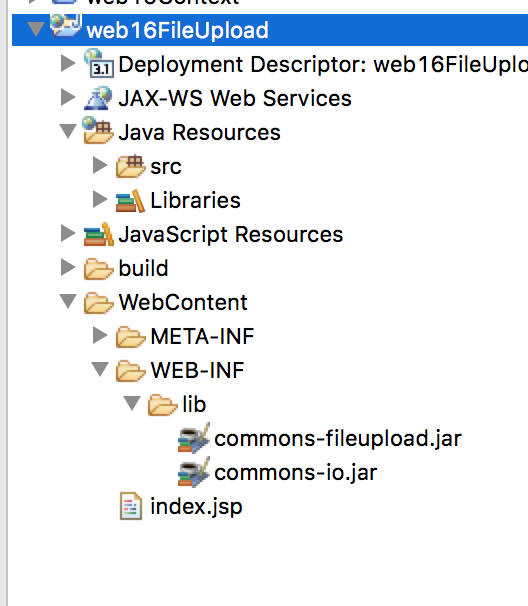 web16FileUpload
3.1 Deployment Descriptor: web16FileUplo
JAX-WS Web Services
Java Resources
src
Libraries
JavaScript Resources
build
WebContent
META-INF
WEB-INF
lib
commons-fileupload.jar
commons-io.jar
index.jsp